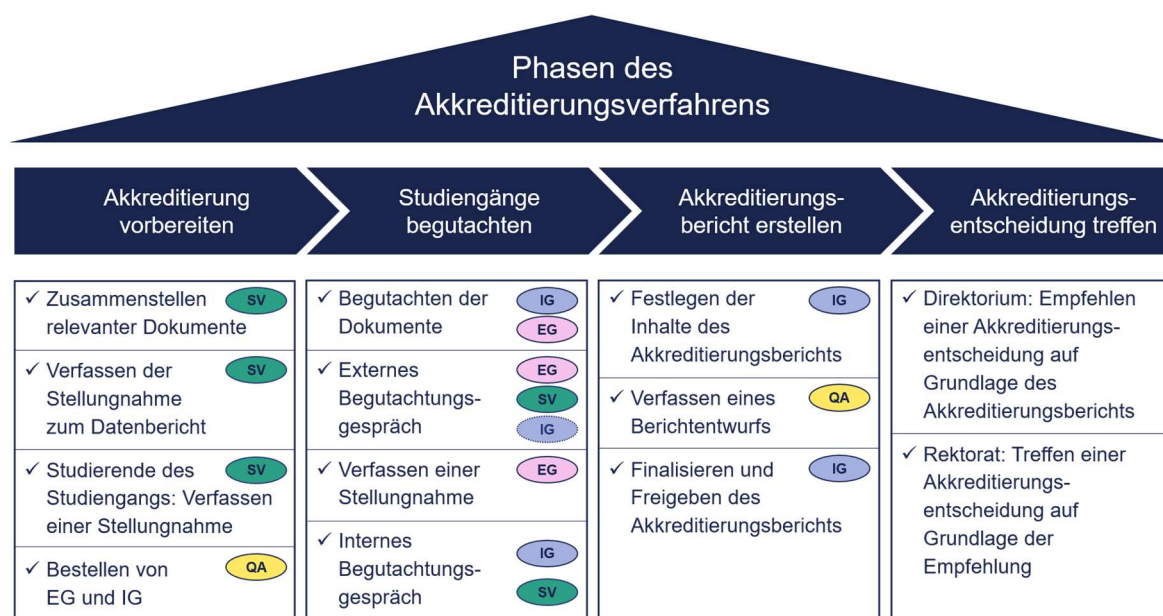 Phasen des
Akkreditierungsverfahrens
Akkreditierung
vorbereiten
Studiengänge
begutachten
Akkreditierungs-
bericht erstellen
Akkreditierungs-
entscheidung treffen
✓ Zusammenstellen SV
relevanter Dokumente
✓ Verfassen der SV
Stellungnahme
zum Datenbericht
✓ Studierende des SV
Studiengangs: Verfassen
einer Stellungnahme
✓ Bestellen von QA
EG und IG
✓ Begutachten der IG
Dokumente EG
✓ Externes EG
Begutachtungs- SV
gespräch IG
✓ Verfassen einer EG
Stellungnahme
✓ Internes IG
Begutachtungs-
gespräch SV
✓ Festlegen der IG
Inhalte des
Akkreditierungsberichts
✓ Verfassen eines QA
Berichtentwurfs
✓ Finalisieren und IG
Freigeben des
Akkreditierungsberichts
✓ Direktorium: Empfehlen
einer Akkreditierungs-
entscheidung auf
Grundlage des
Akkreditierungsberichts
✓ Rektorat: Treffen einer
Akkreditierungs-
entscheidung auf
Grundlage der
Empfehlung